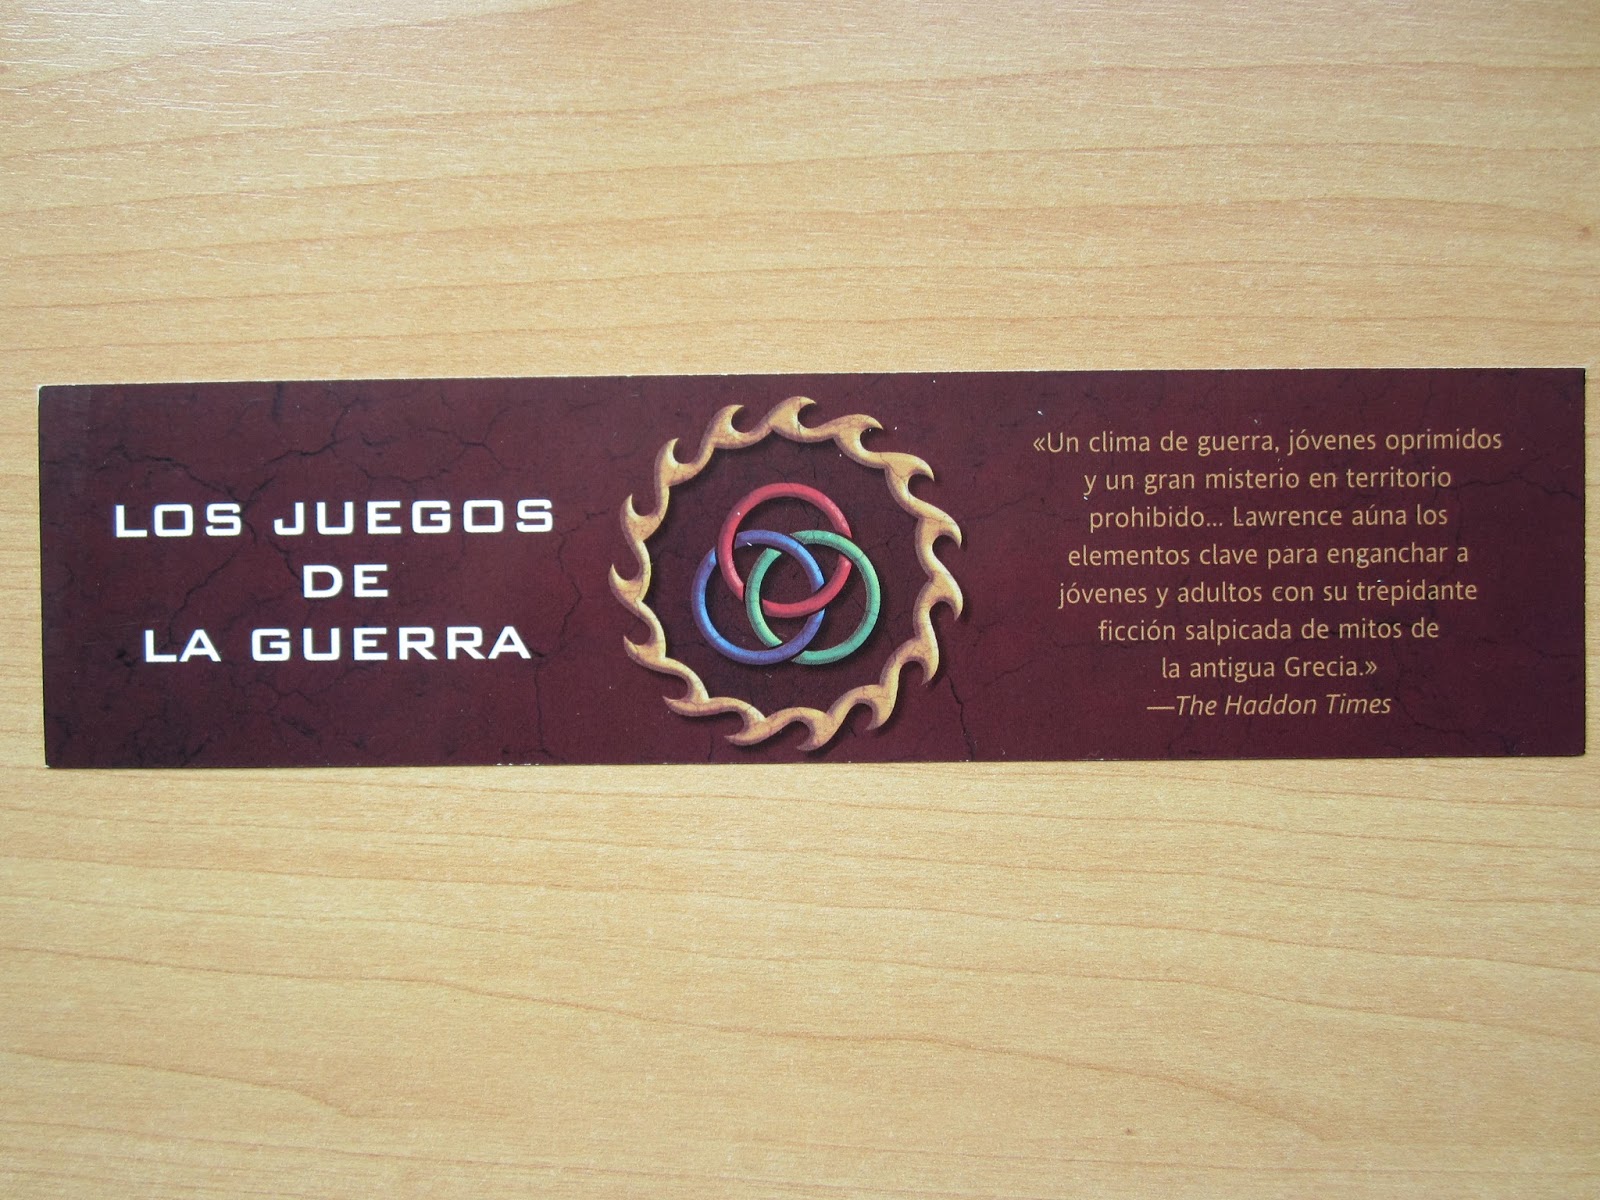 LOS JUEGOS
DE
LA GUERRA
«Un clima de guerra, jóvenes oprimidos
y un gran misterio en territorio
prohibido... Lawrence aúna los
elementos clave para enganchar a
jóvenes y adultos con su trepidante
ficción salpicada de mitos de
la antigua Grecia.»
—The Haddon Times